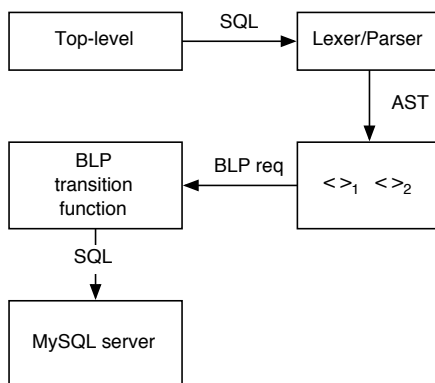 Top-level
SQL
Lexer/Parser
AST
< >1 < >2
BLP req
BLP
transition
function
SQL
MySQL server